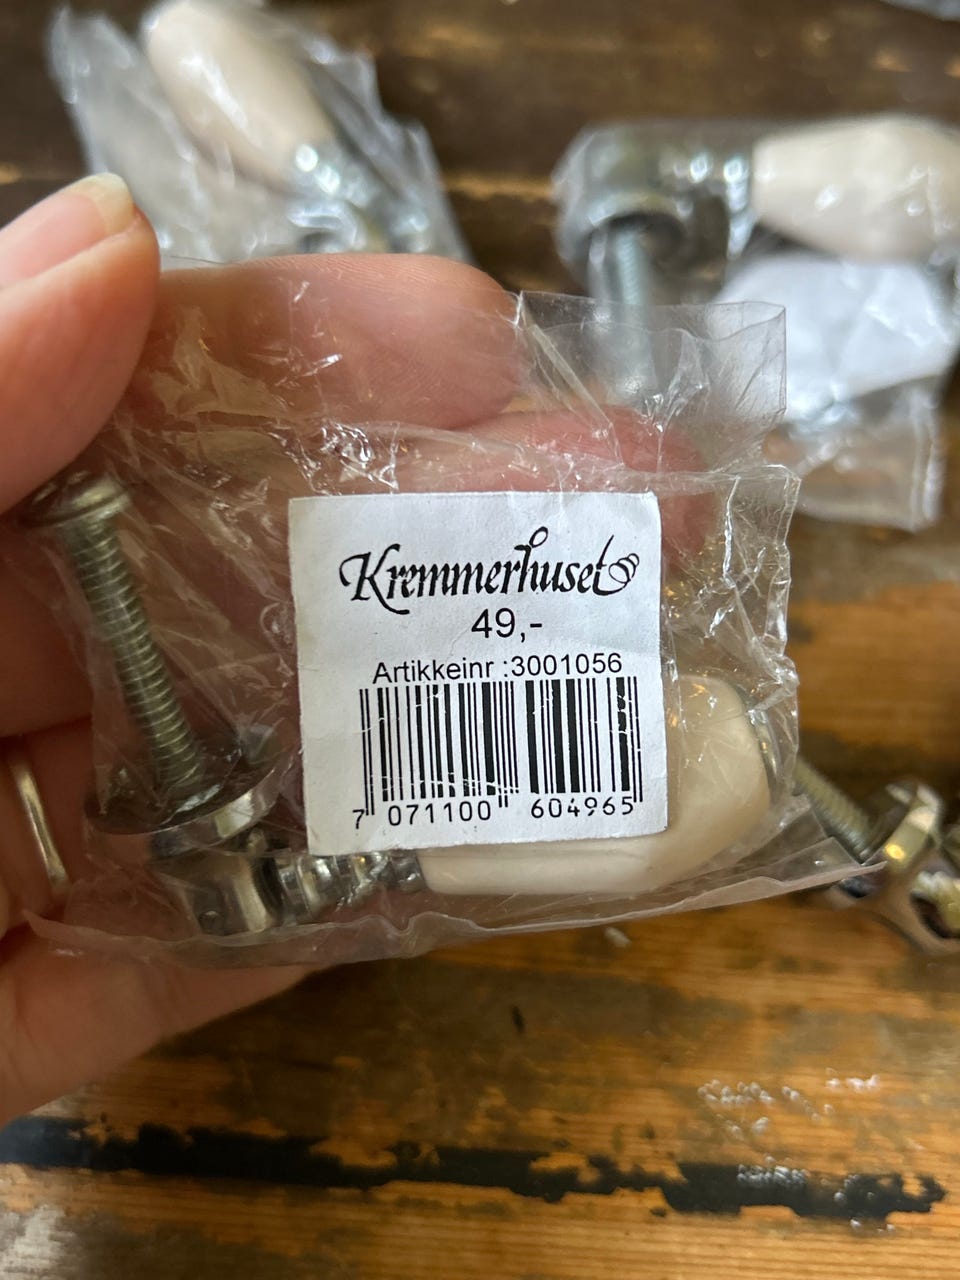 Kremmerhuset
49,-
Artikkeinr :3001056
7 071100 604965